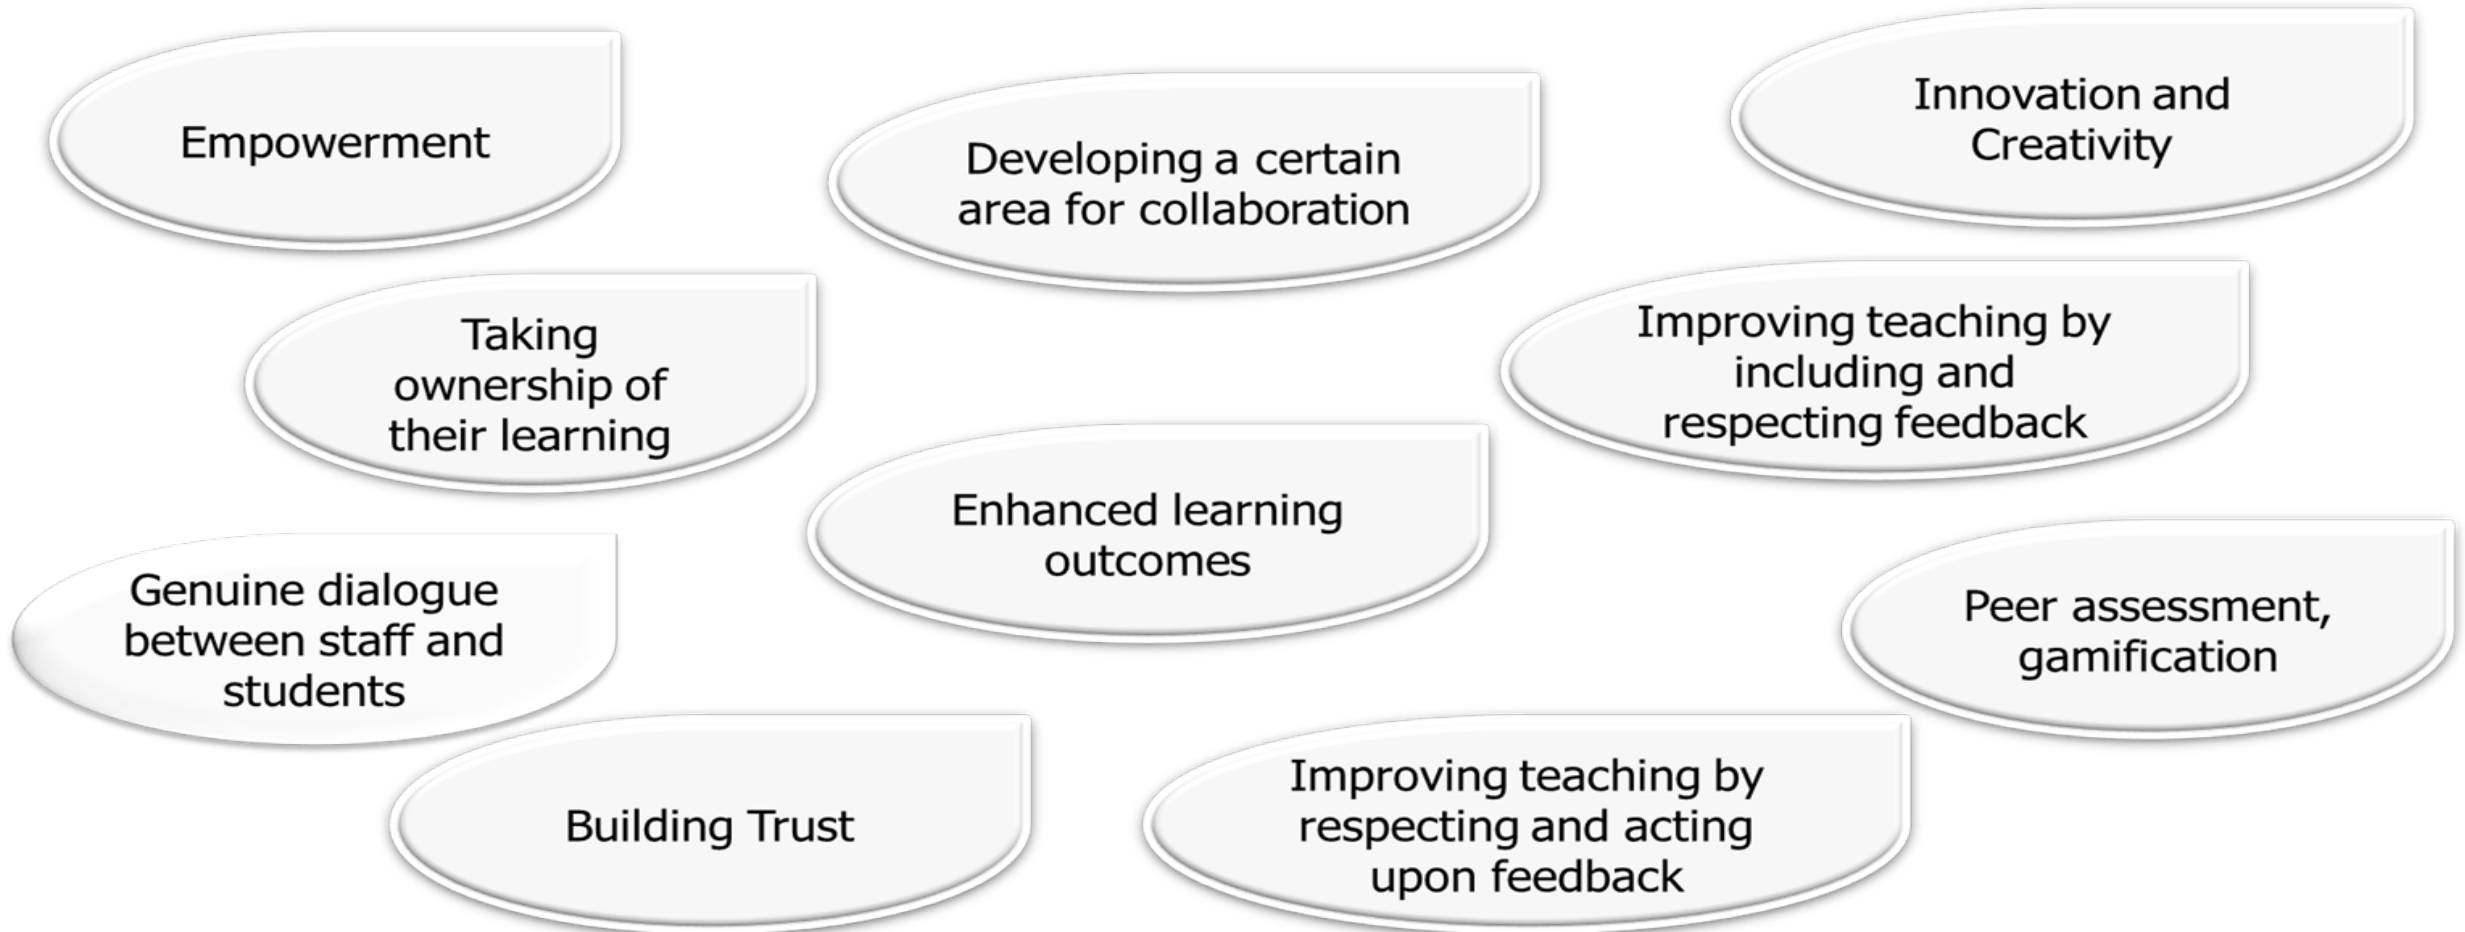 Empowerment
Developing a certain
area for collaboration
Innovation and
Creativity
Taking
ownership of
their learning
Improving teaching by
including and
respecting feedback
Enhanced learning
outcomes
Genuine dialogue
between staff and
students
Peer assessment,
gamification
Building Trust
Improving teaching by
respecting and acting
upon feedback